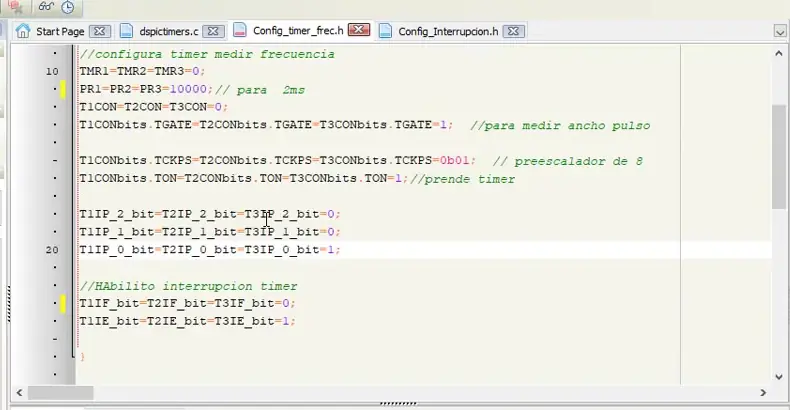 Start Page
dspictimers.c
Config_timer_frec.h
Config_Interrupcion.h
//configura timer medir frecuencia
10 TMR1=TMR2=TMR3=0;
PR1=PR2=PR3=10000;// para 2ms
T1CON=T2CON=T3CON=0;
T1CONbits.TGATE=T2CONbits.TGATE=T3CONbits.TGATE=1; //para medir ancho pulso
T1CONbits.TCKPS=T2CONbits.TCKPS=T3CONbits.TCKPS=0b01; // preescalador de 8
T1CONbits.TON=T2CONbits.TON=T3CONbits.TON=1;//prende timer
T1IP_2_bit=T2IP_2_bit=T3IP_2_bit=0;
T1IP_1_bit=T2IP_1_bit=T3IP_1_bit=0;
20 T1IP_0_bit=T2IP_0_bit=T3IP_0_bit=1;
//HAbilito interrupcion timer
T1IF_bit=T2IF_bit=T3IF_bit=0;
T1IE_bit=T2IE_bit=T3IE_bit=1;
}